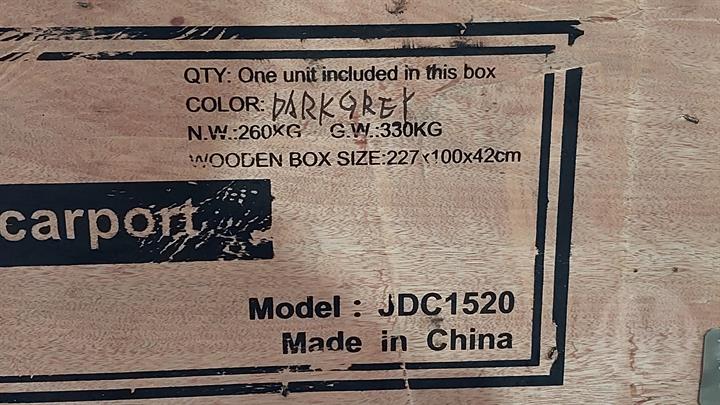 QTY: One unit included in this box
COLOR: DARKGREY
N.W.:260KG G.W.:330KG
WOODEN BOX SIZE:227x100x42cm
carport
Model : JDC1520
Made in China